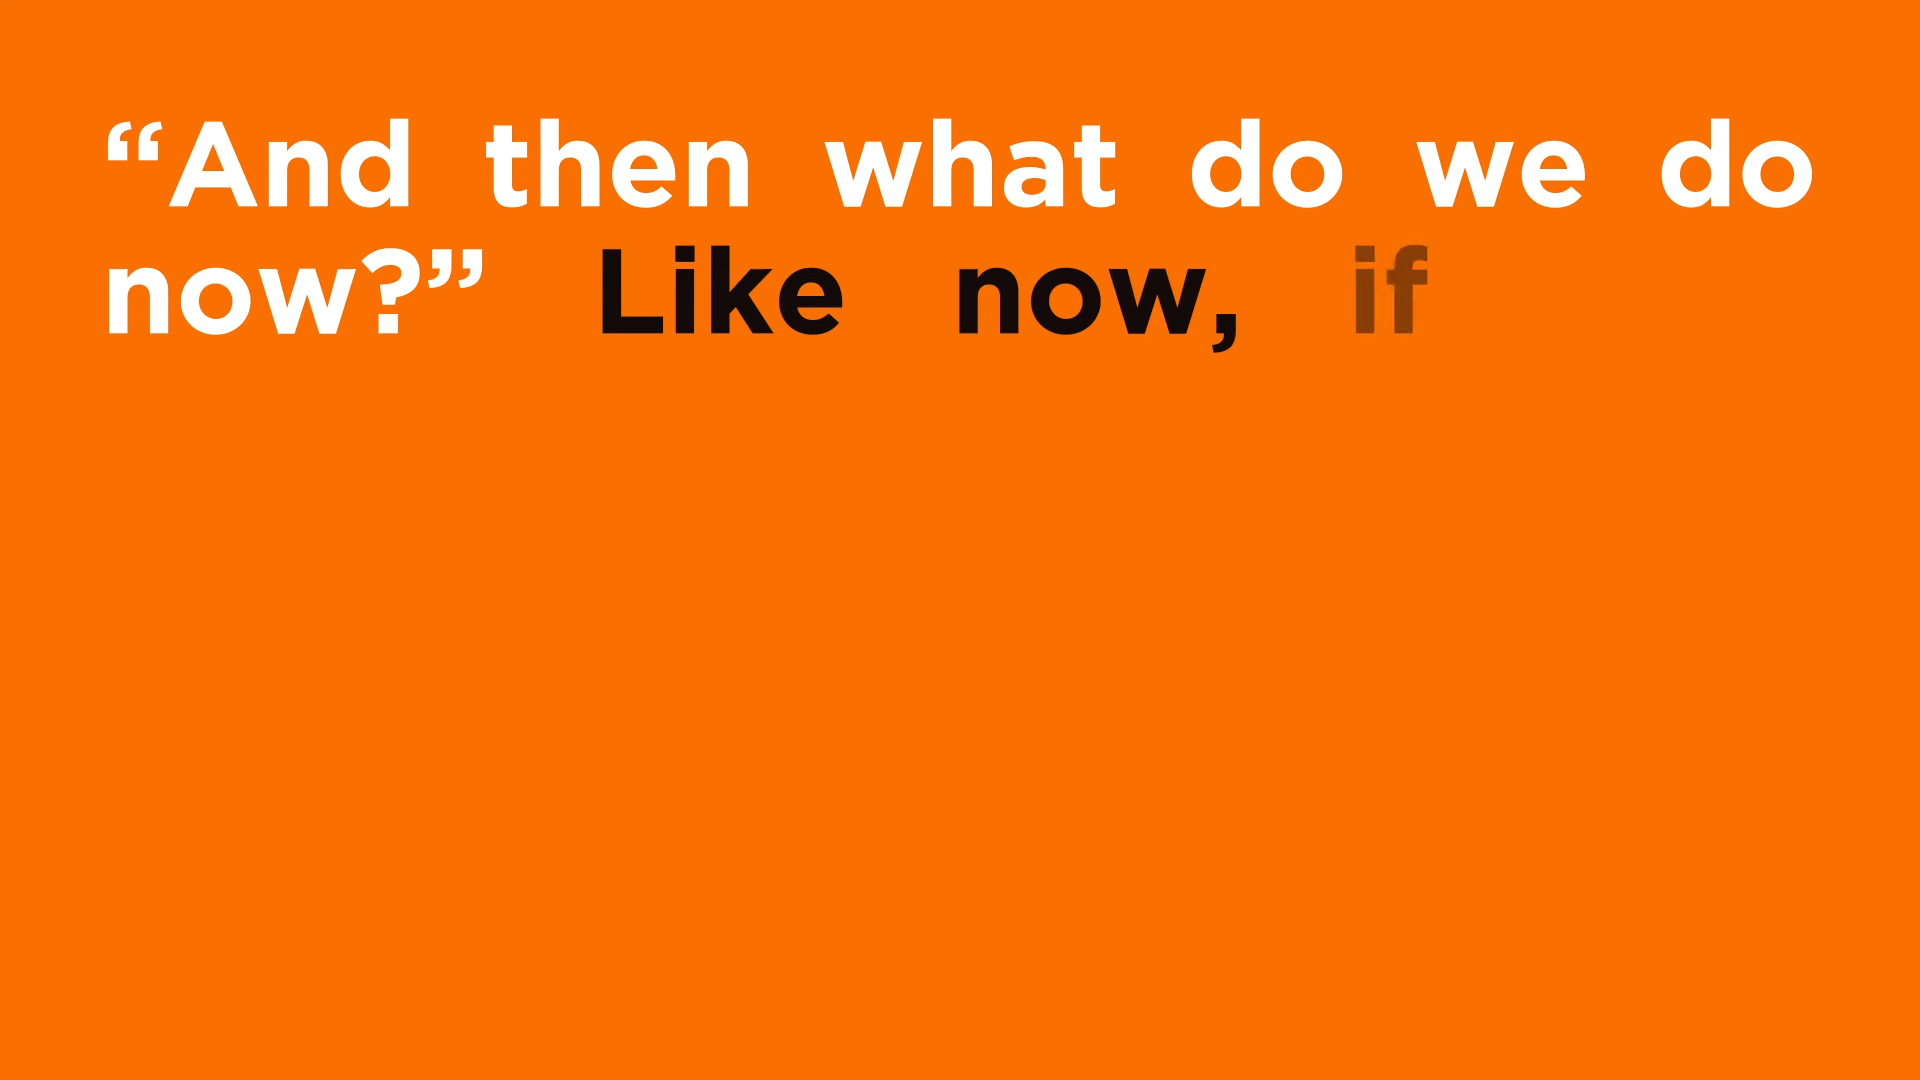 “And then what do we do
now?” Like now, if